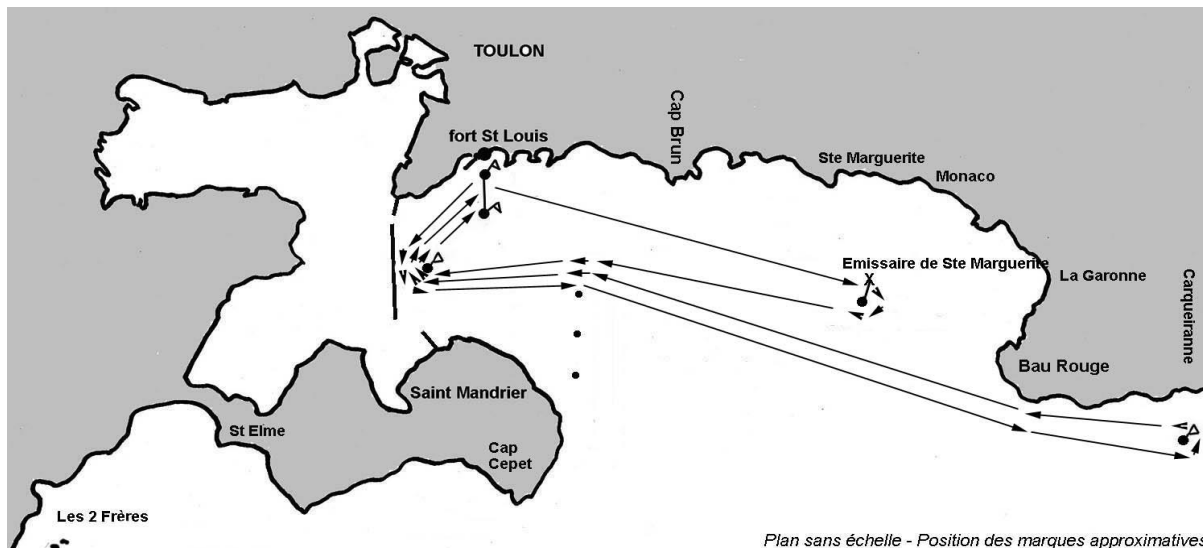 TOULON
fort St Louis
Cap Brun
Ste Marguerite
Monaco
Emissaire de Ste Marguerite
X
La Garonne
Carqueiranne
Bau Rouge
Saint Mandrier
St Elme
Cap
Cepet
Les 2 Frères
Plan sans échelle - Position des marques approximatives